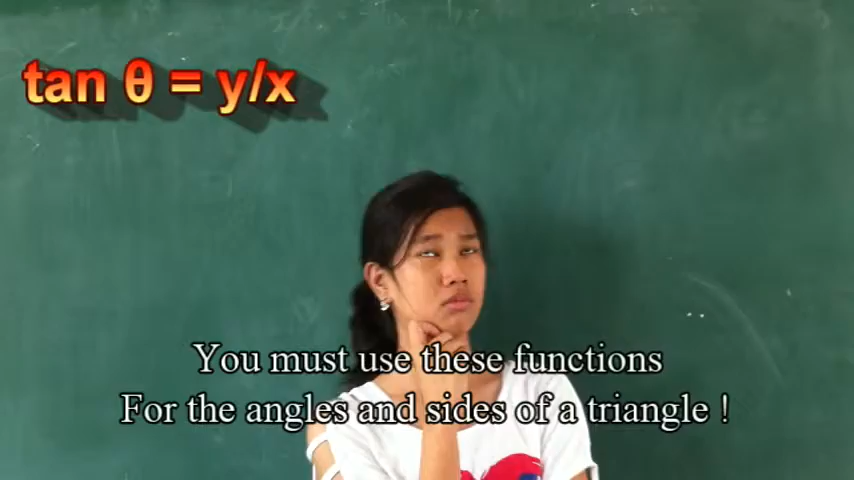 tan θ = y/x
You must use these functions
For the angles and sides of a triangle !